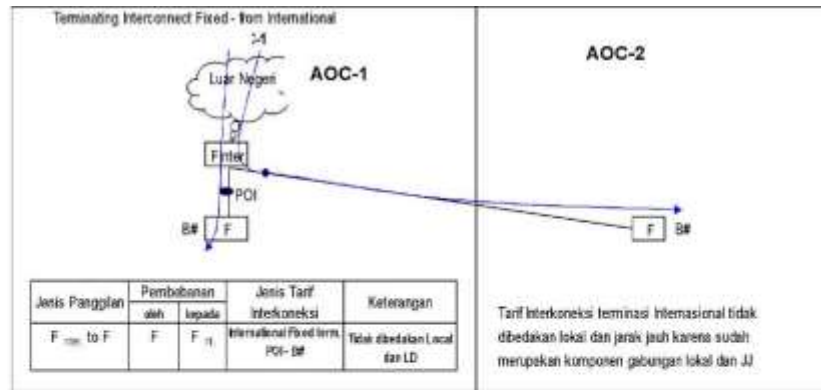 Terminating Interconnect Fixed - from International
Luar Negeri
AOC-1
AOC-2
F inter
POI
B#
F
F
B#
Jenis Panggilan
Pembebanan
oleh
kepada
Jenis Tarif
Interkoneksi
Keterangan
to F
F
F
International Fixed term.
POI - B#
Tidak dibedakan Local
dan LD
Tarif Interkoneksi terminasi Internasional tidak
dibedakan lokal dan jarak jauh karena sudah
merupakan komponen gabungan lokal dan JJ